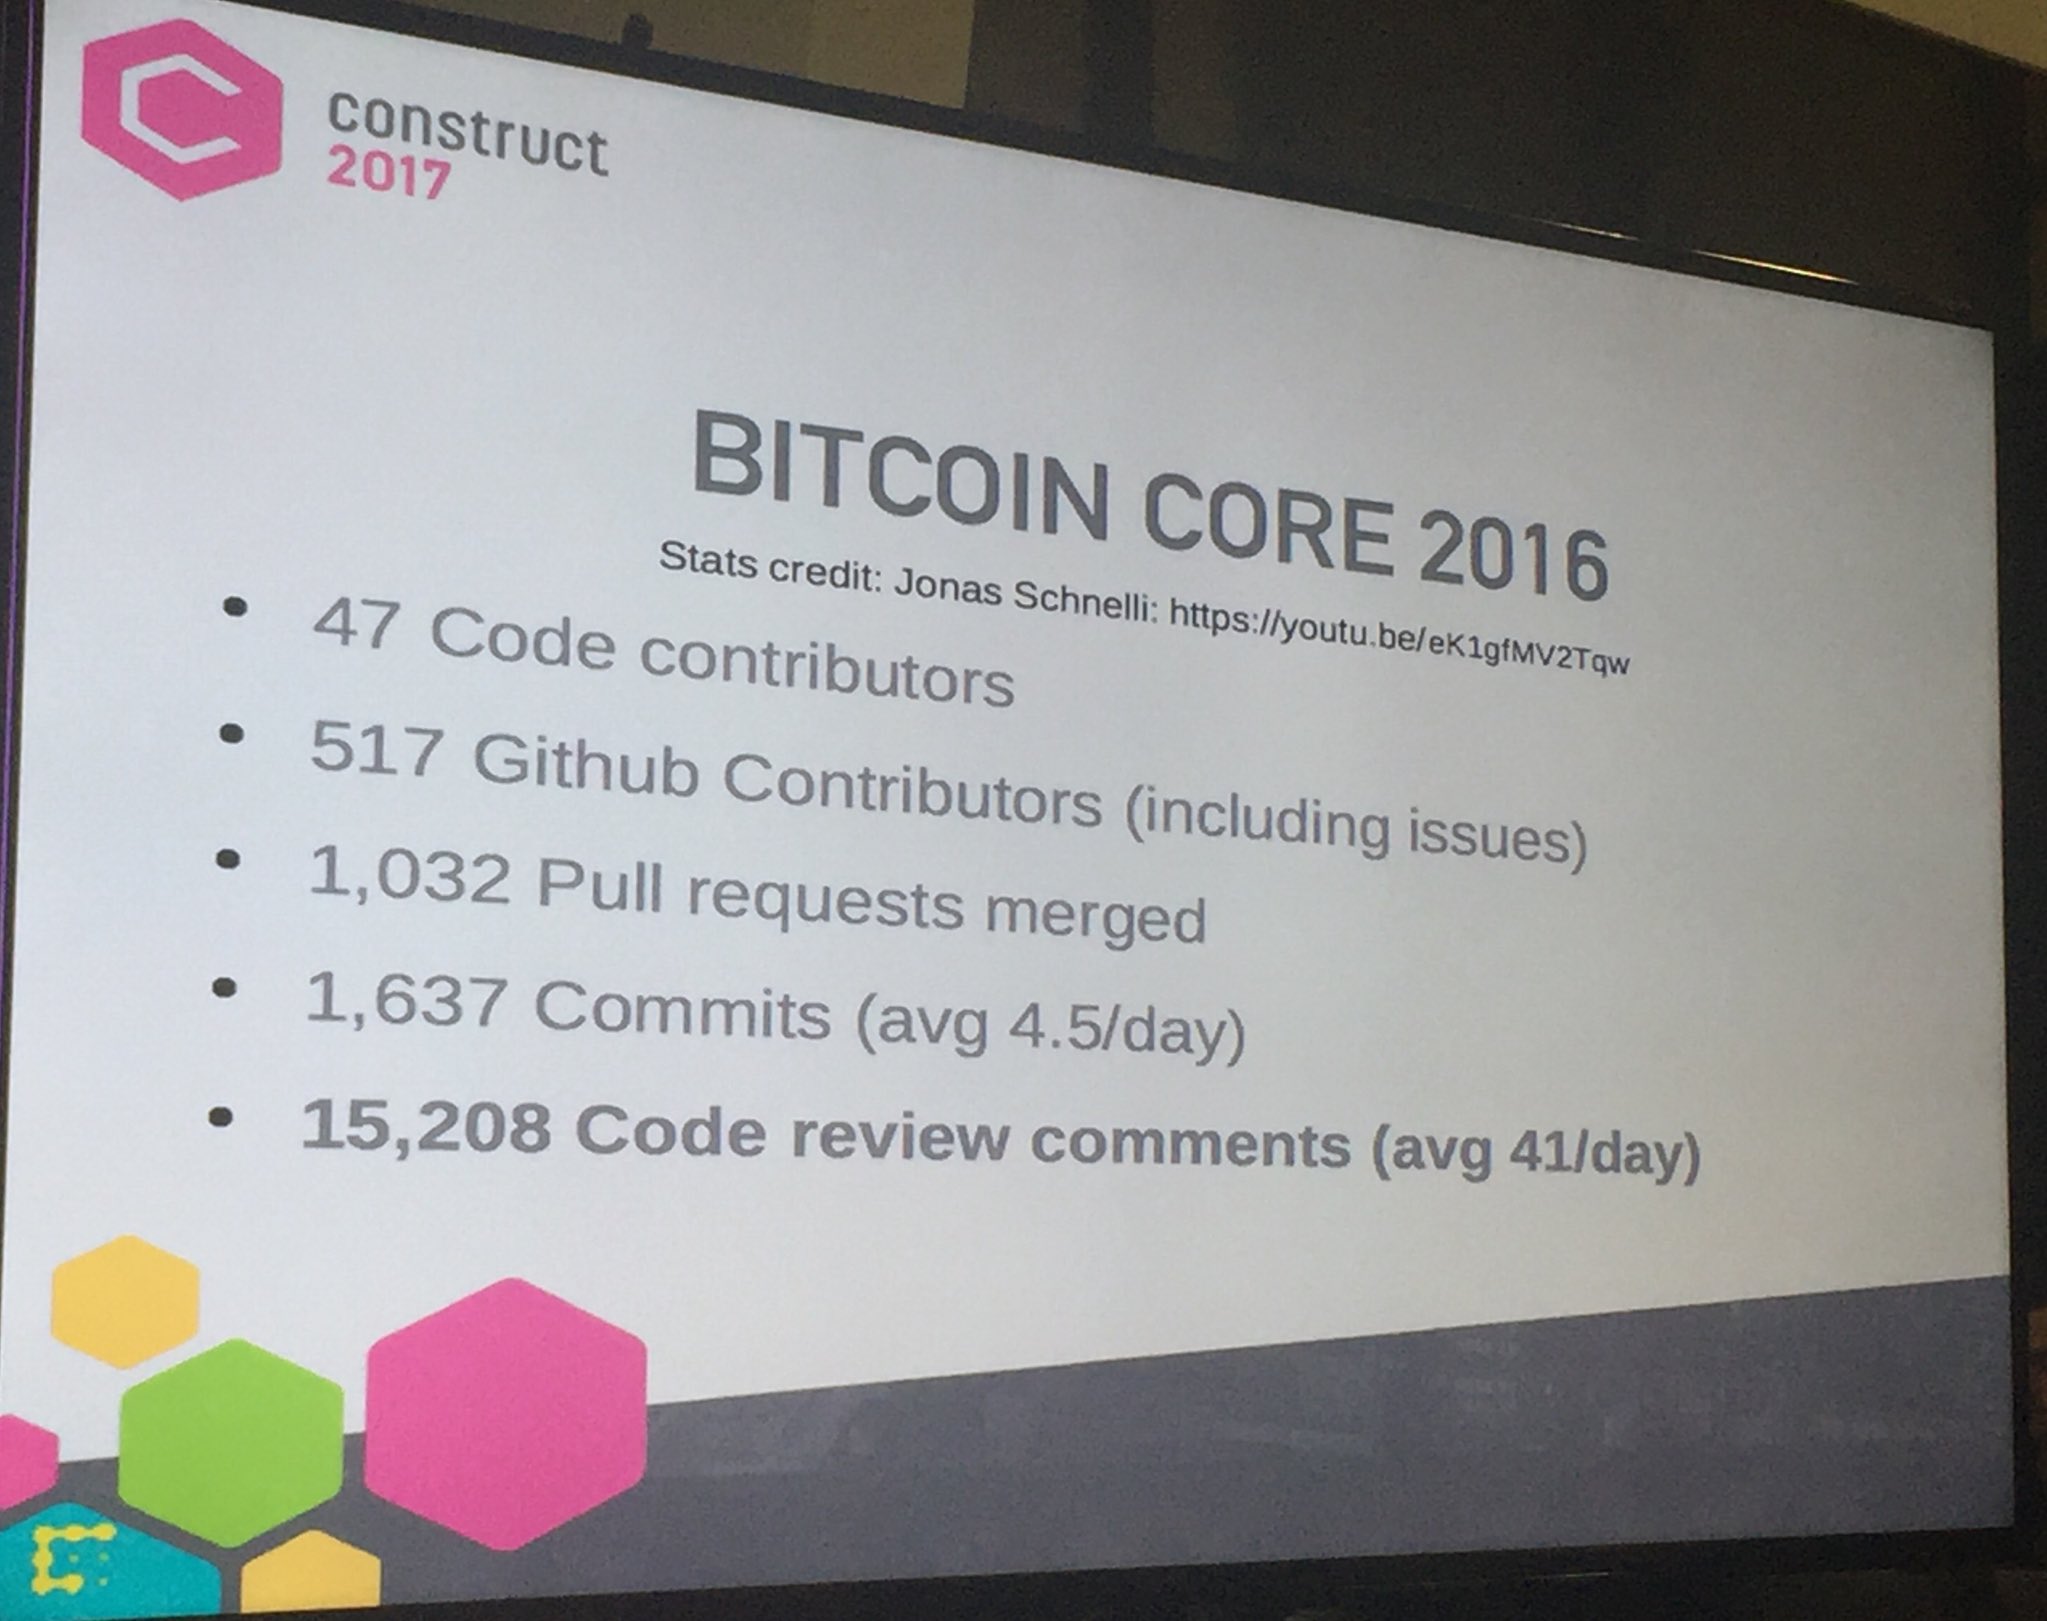 construct
2017
BITCOIN CORE 2016
Stats credit: Jonas Schnelli: https://youtu.be/eK1gfMV2Tqw
• 47 Code contributors
• 517 Github Contributors (including issues)
• 1,032 Pull requests merged
• 1,637 Commits (avg 4.5/day)
• 15,208 Code review comments (avg 41/day)